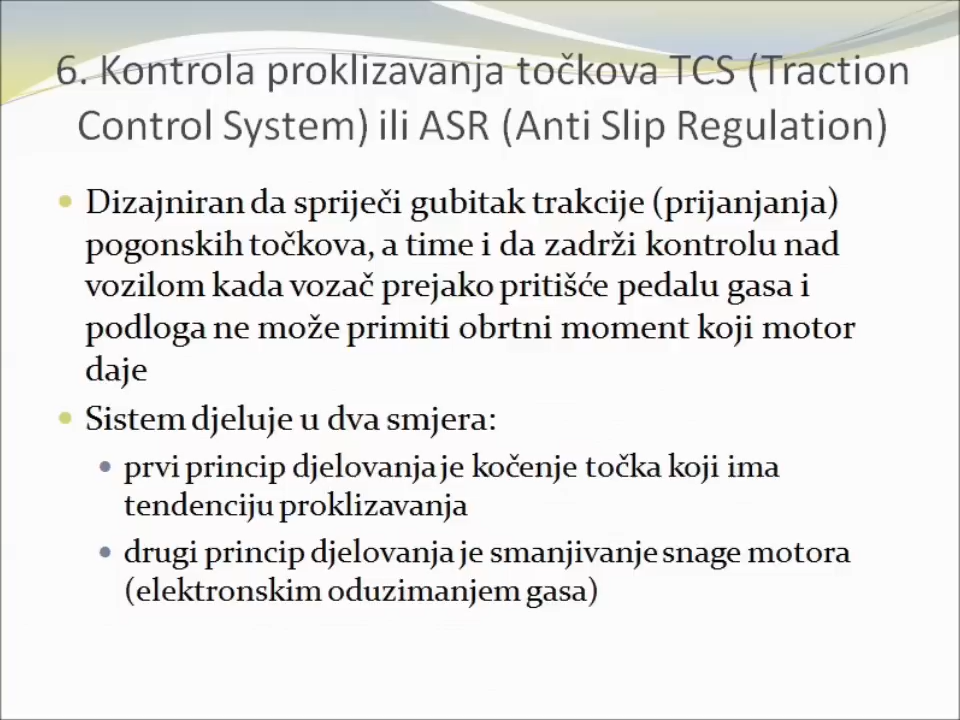 6. Kontrola proklizavanja točkova TCS (Traction
Control System) ili ASR (Anti Slip Regulation)
Dizajniran da spriječi gubitak trakcije (prijanjanja)
pogonskih točkova, a time i da zadrži kontrolu nad
vozilom kada vozač prejako pritišće pedalu gasa i
podloga ne može primiti obrtni moment koji motor
daje
Sistem djeluje u dva smjera:
prvi princip djelovanja je kočenje točka koji ima
tendenciju proklizavanja
drugi princip djelovanja je smanjivanje snage motora
(elektronskim oduzimanjem gasa)